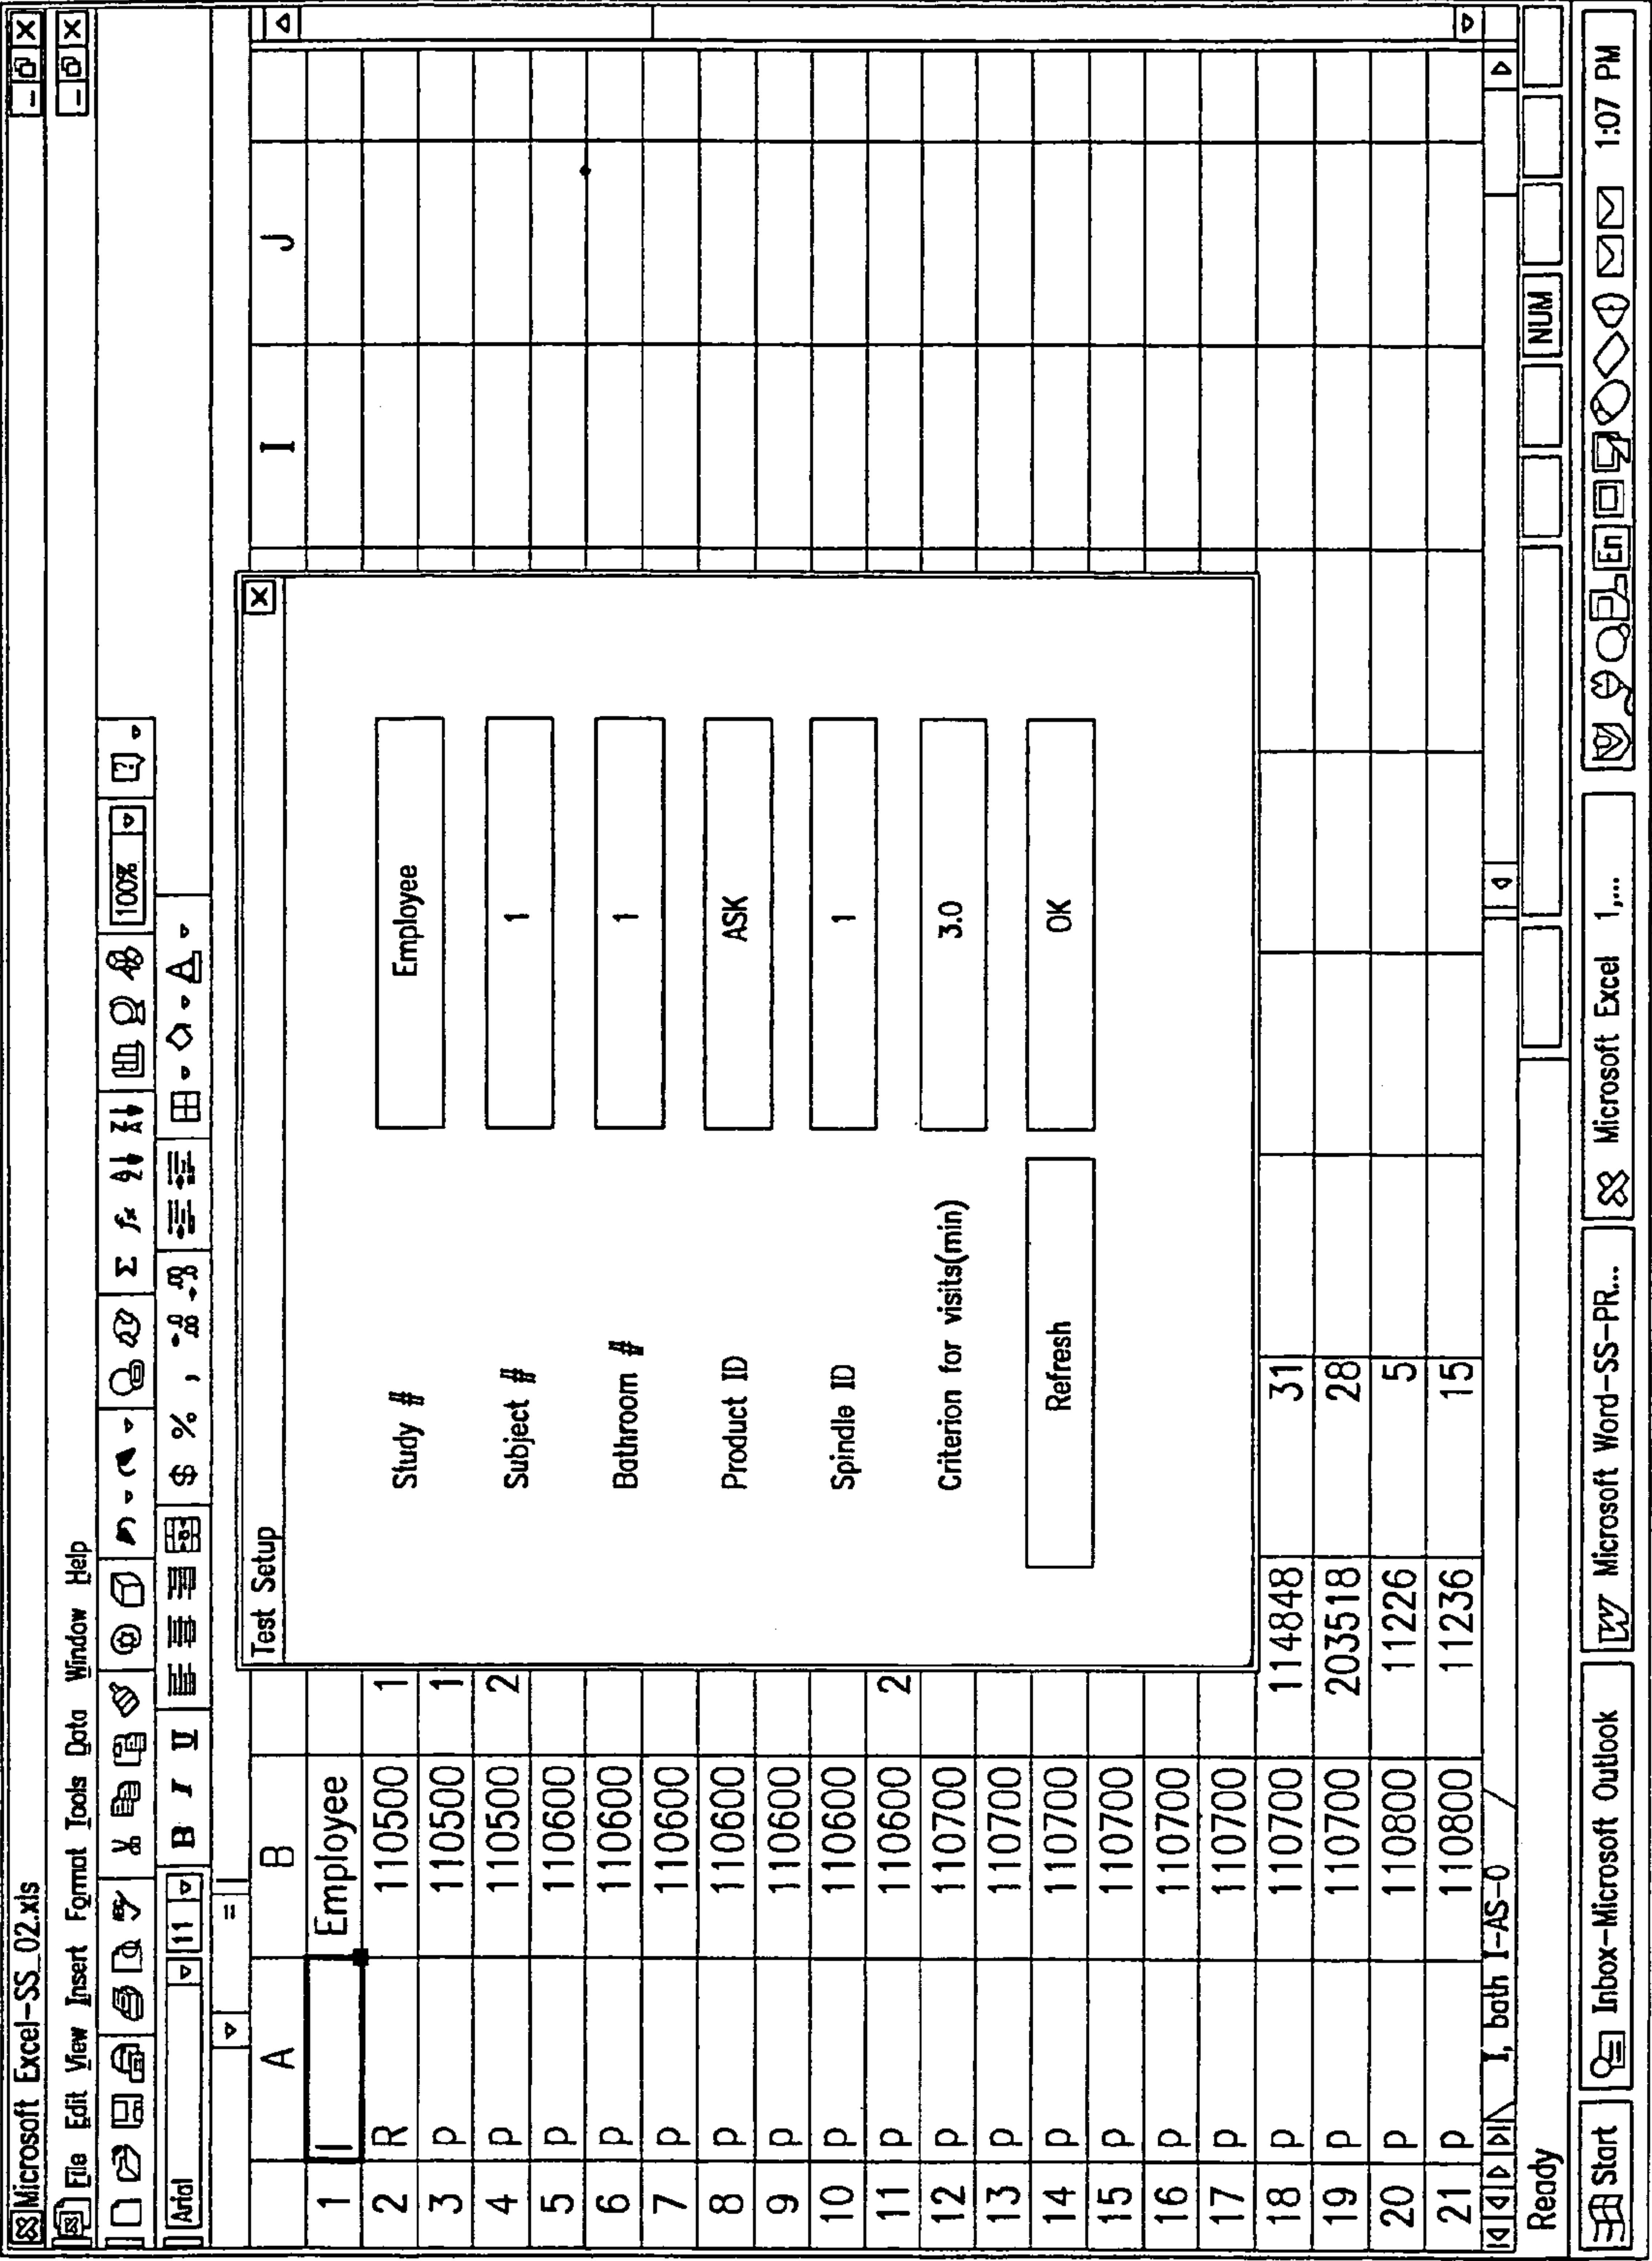 Microsoft Excel-SS_02.xls
File Edit View Insert Format Tools Data Window Help
Σ fx 100% ?
Arial 11 B I U $ % ,
=
A B I J
1 I Employee
2 R 110500 1
3 P 110500 1
4 P 110500 2
5 P 110600
6 P 110600
7 P 110600
8 P 110600
9 P 110600
10 P 110600
11 P 110600 2
12 P 110700
13 P 110700
14 P 110700
15 P 110700
16 P 110700
17 P 110700
18 P 110700 114848 31
19 P 110700 203518 28
20 P 110800 11226 5
21 P 110800 11236 15
Test Setup
Study # Employee
Subject # 1
Bathroom # 1
Product ID ASK
Spindle ID 1
Criterion for visits(min) 3.0
Refresh OK
I, bath I-AS-0
Ready NUM
Start Inbox-Microsoft Outlook Microsoft Word-SS-PR... Microsoft Excel 1,... En 1:07 PM